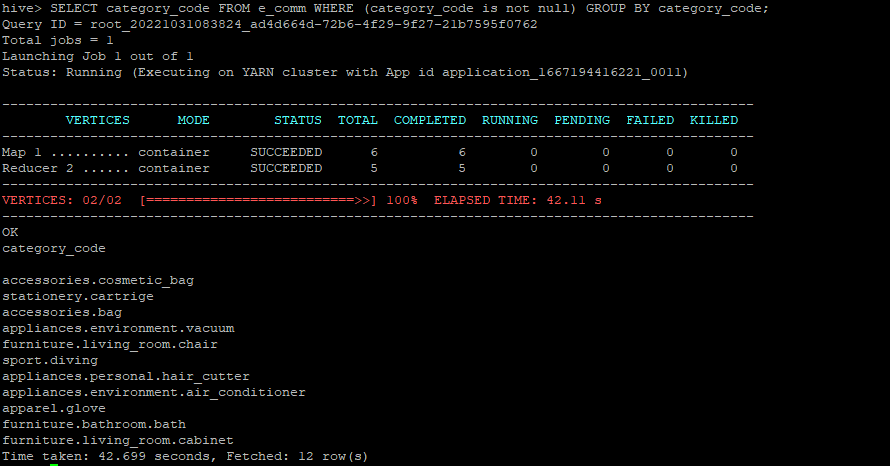 hive> SELECT category_code FROM e_comm WHERE (category_code is not null) GROUP BY category_code;
Query ID = root_20221031083824_ad4d664d-72b6-4f29-9f27-21b7595f0762
Total jobs = 1
Launching Job 1 out of 1
Status: Running (Executing on YARN cluster with App id application_1667194416221_0011)
----------------------------------------------------------------------------------------------
        VERTICES      MODE        STATUS  TOTAL  COMPLETED  RUNNING  PENDING  FAILED  KILLED
----------------------------------------------------------------------------------------------
Map 1 .......... container     SUCCEEDED      6          6        0        0       0       0
Reducer 2 ...... container     SUCCEEDED      5          5        0        0       0       0
----------------------------------------------------------------------------------------------
VERTICES: 02/02  [==========================>>] 100%  ELAPSED TIME: 42.11 s
----------------------------------------------------------------------------------------------
OK
category_code
accessories.cosmetic_bag
stationery.cartrige
accessories.bag
appliances.environment.vacuum
furniture.living_room.chair
sport.diving
appliances.personal.hair_cutter
appliances.environment.air_conditioner
apparel.glove
furniture.bathroom.bath
furniture.living_room.cabinet
Time taken: 42.699 seconds, Fetched: 12 row(s)